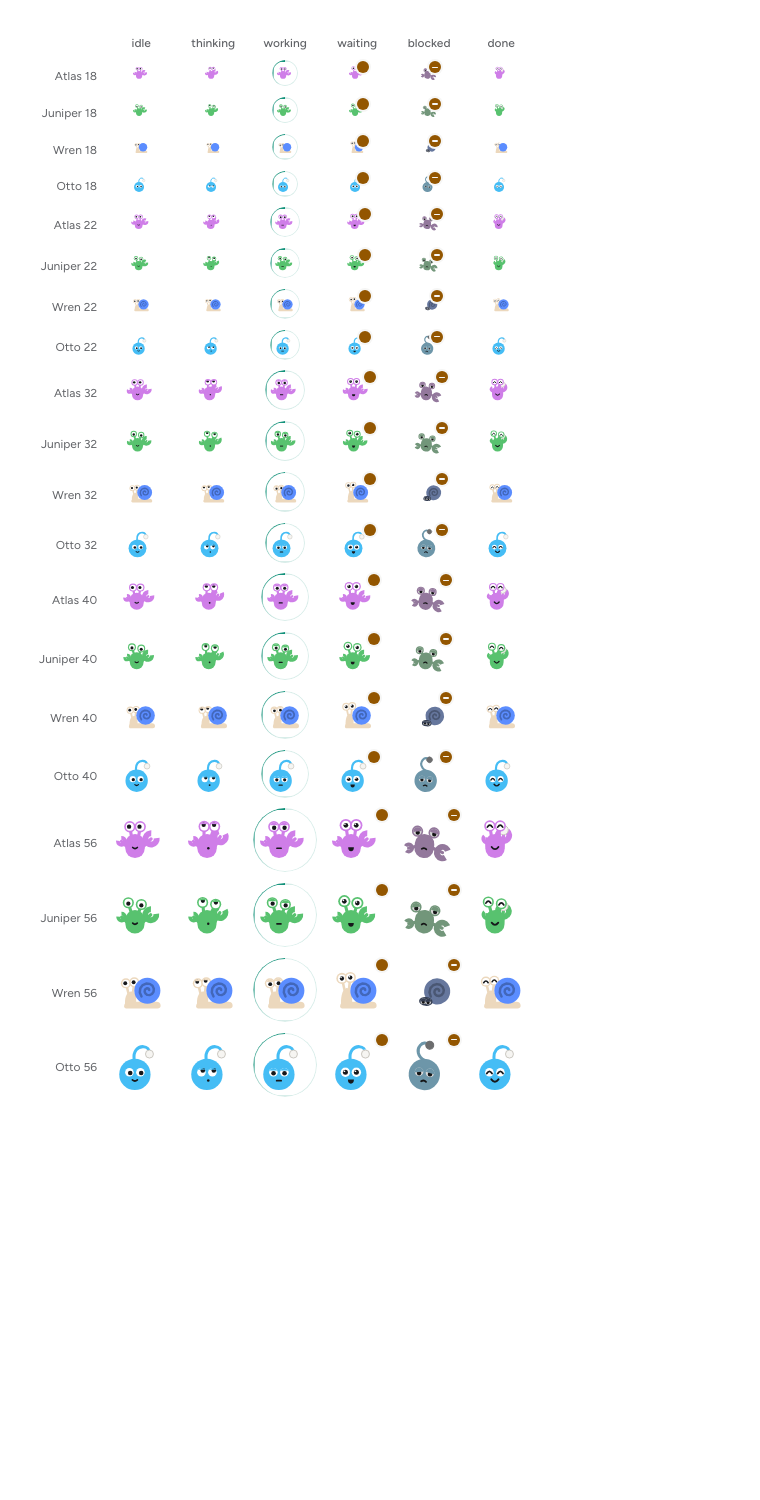 idle thinking working waiting blocked done
Atlas 18
Juniper 18
Wren 18
Otto 18
Atlas 22
Juniper 22
Wren 22
Otto 22
Atlas 32
Juniper 32
Wren 32
Otto 32
Atlas 40
Juniper 40
Wren 40
Otto 40
Atlas 56
Juniper 56
Wren 56
Otto 56